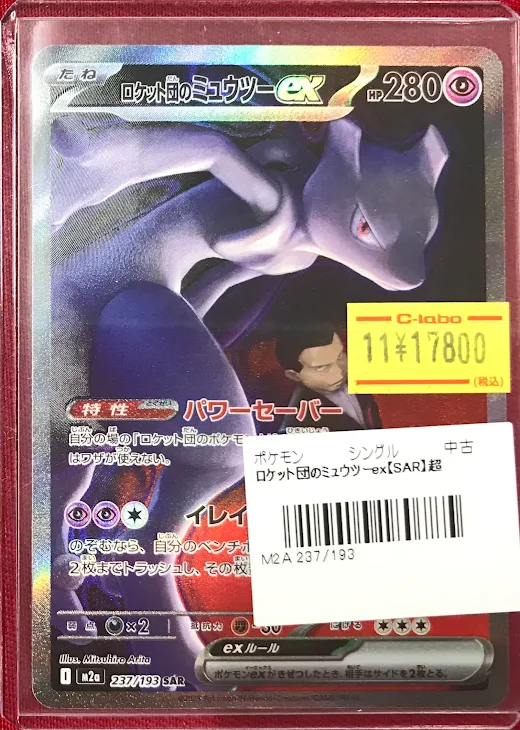 たね
ロケット団のミュウツーex
HP280
C-labo
11¥17800
(税込)
特性 パワーセーバー
自分の場の「ロケット団のポケモン
はワザが使えない。
ポケモン シングル 中古
ロケット団のミュウツーex【SAR】超
M2A 237/193
イレイ
のぞむなら、自分のベンチポ
2枚までトラッシュし、その枚
弱点 ×2 抵抗力 -30 にげる
exルール
ポケモンexがきぜつしたとき、相手はサイドを2枚とる。
Illus. Mitsuhiro Arita
I m2a 237/193 SAR